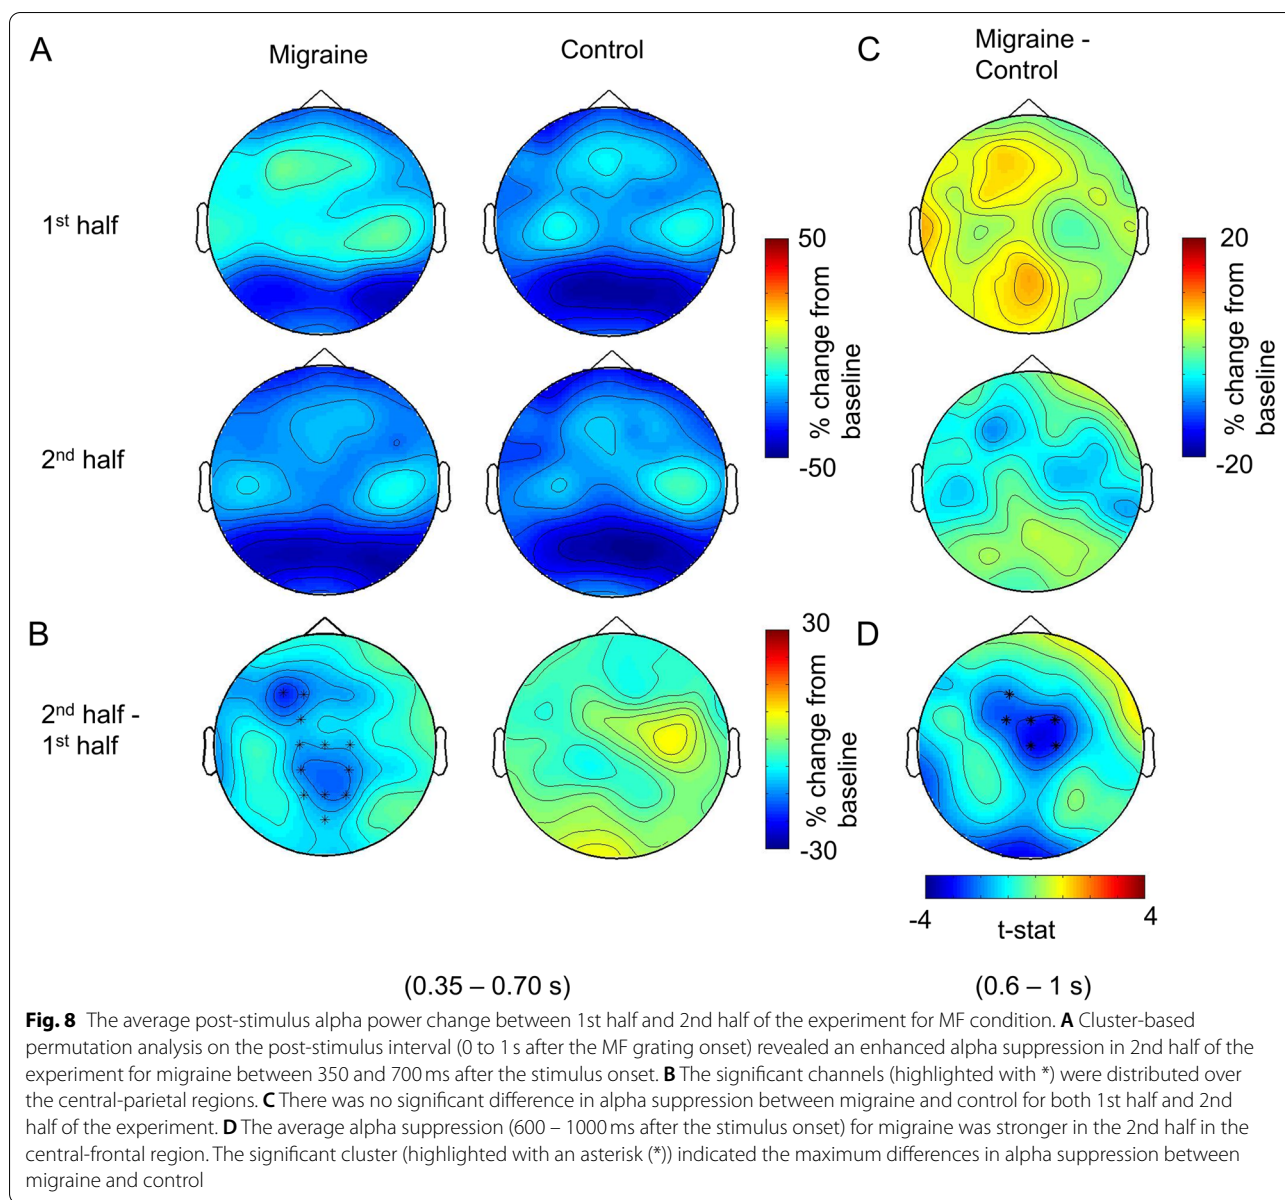 A
Migraine
Control
C
Migraine -
Control
1st half
50
% change from
baseline
-50
20
% change from
baseline
-20
2nd half
B
2nd half -
1st half
30
% change from
baseline
-30
D
-4
4
t-stat
(0.35 – 0.70 s)
(0.6 – 1 s)
Fig. 8 The average post-stimulus alpha power change between 1st half and 2nd half of the experiment for MF condition. A Cluster-based
permutation analysis on the post-stimulus interval (0 to 1 s after the MF grating onset) revealed an enhanced alpha suppression in 2nd half of the
experiment for migraine between 350 and 700 ms after the stimulus onset. B The significant channels (highlighted with *) were distributed over
the central-parietal regions. C There was no significant difference in alpha suppression between migraine and control for both 1st half and 2nd
half of the experiment. D The average alpha suppression (600 – 1000 ms after the stimulus onset) for migraine was stronger in the 2nd half in the
central-frontal region. The significant cluster (highlighted with an asterisk (*)) indicated the maximum differences in alpha suppression between
migraine and control